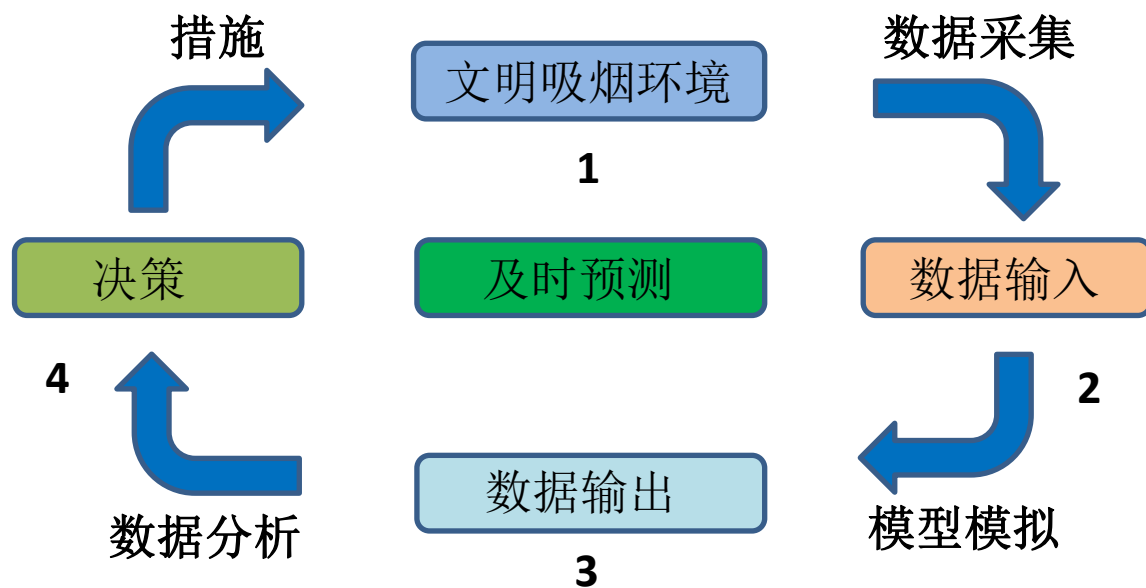 措施
文明吸烟环境
数据采集
1
决策
及时预测
数据输入
4
2
数据输出
数据分析
模型模拟
3